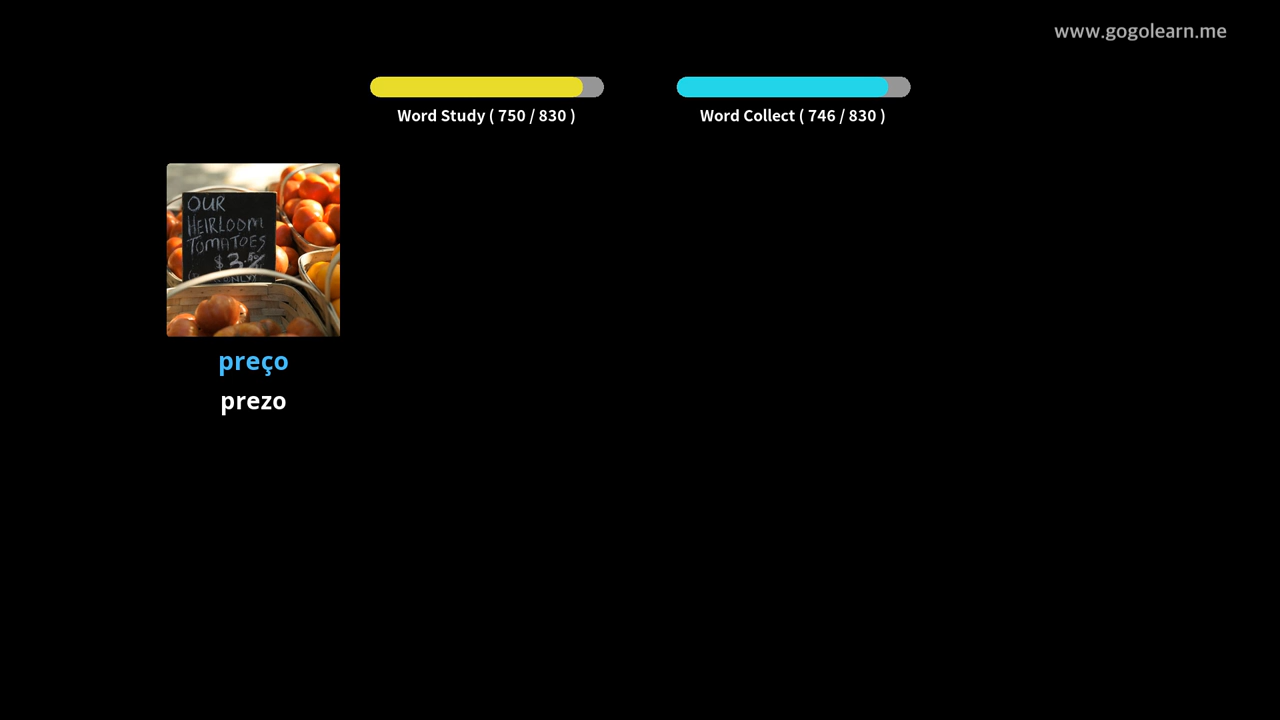 www.gogolearn.me
Word Study ( 750 / 830 )
Word Collect ( 746 / 830 )
OUR
HEIRLOOM
TOMATOES
preço
prezo